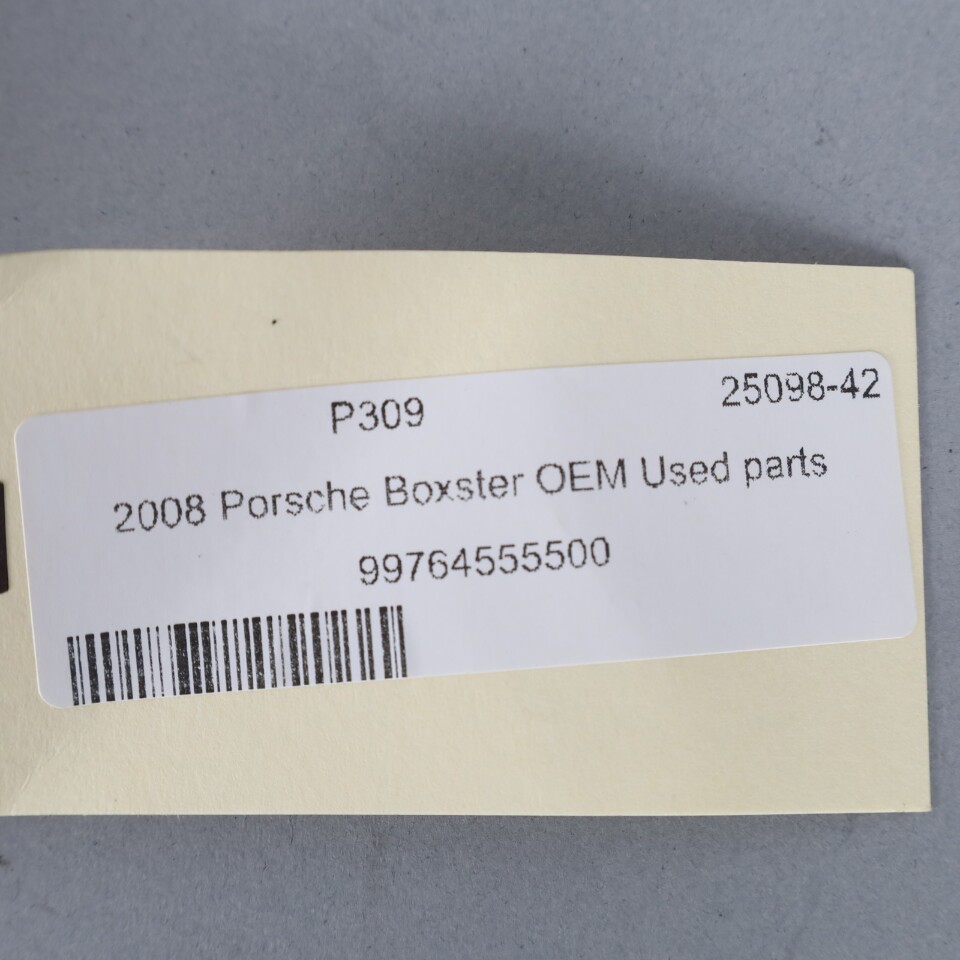 P309 25098-42
2008 Porsche Boxster OEM Used parts
99764555500